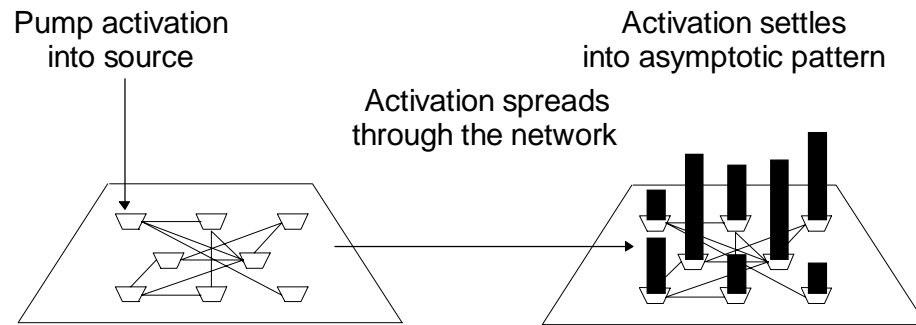 Pump activation
into source
Activation spreads
through the network
Activation settles
into asymptotic pattern